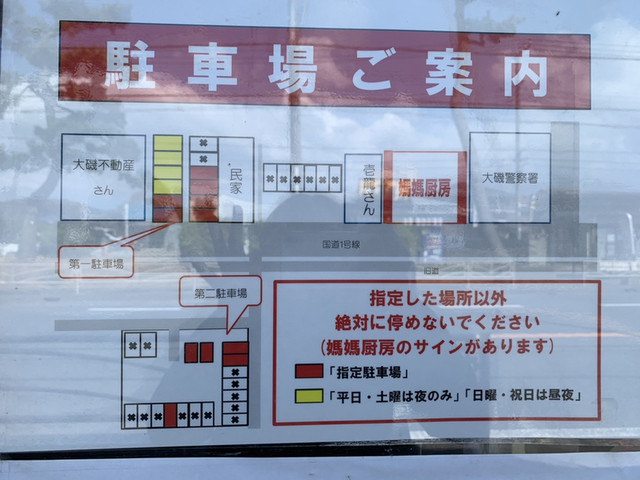 駐車場ご案内
大磯不動産
さん
民家
壱龍さん
媽媽厨房
大磯警察署
国道1号線
旧道
第一駐車場
第二駐車場
指定した場所以外
絶対に停めないでください
(媽媽厨房のサインがあります)
「指定駐車場」
「平日・土曜は夜のみ」「日曜・祝日は昼夜」